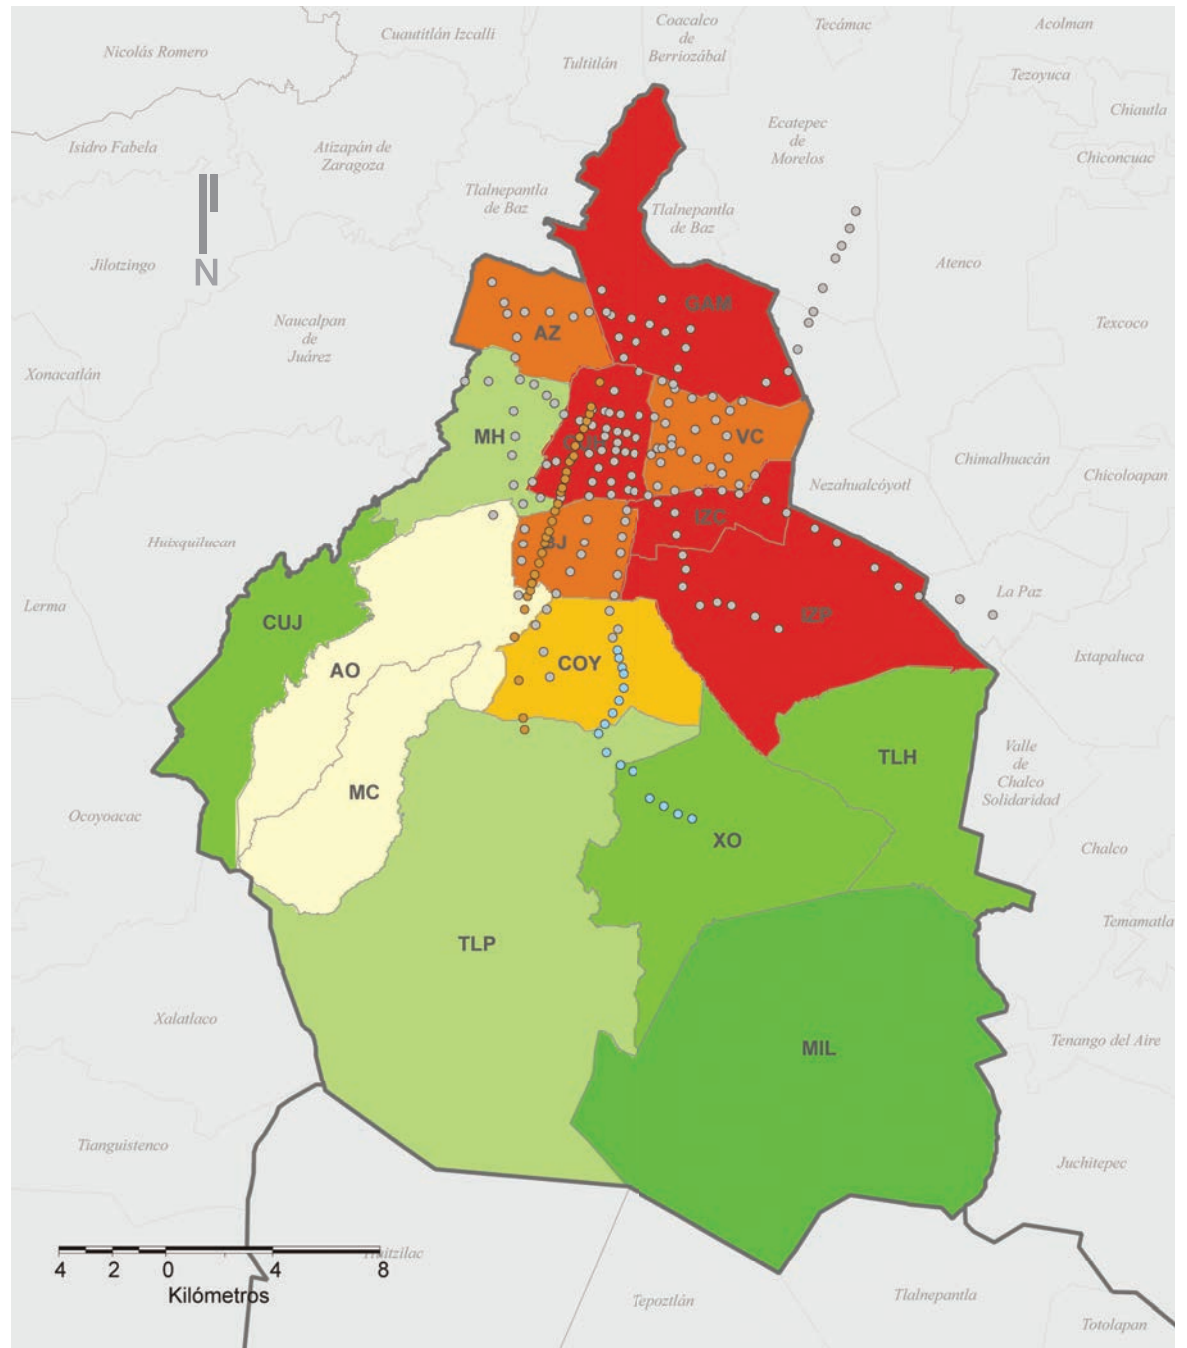 Coacalco
de
Berriozábal
Tecámac
Acolman
Cuautitlán Izcalli
Nicolás Romero
Tultitlán
Tezoyuca
Chiautla
Ecatepec
de
Morelos
Isidro Fabela
Atizapán de
Zaragoza
Chiconcuac
Tlalnepantla
de Baz
Tlalnepantla
de Baz
N
Jilotzingo
Atenco
GAM
Naucalpan
de
Juárez
AZ
Texcoco
Xonacatlán
MH
VC
Chimalhuacán
Chicoloapan
Nezahualcóyotl
IZC
Huixquilucan
BJ
La Paz
Lerma
CUJ
IZP
AO
COY
Ixtapaluca
TLH
Valle
de
Chalco
Solidaridad
MC
Ocoyoacac
XO
Chalco
Temamatla
TLP
Xalatlaco
MIL
Tenango del Aire
Tianguistenco
Juchitepec
Huitzilac
4 2 0 4 8
Kilómetros
Tepoztlán
Tlalnepantla
Totolapan